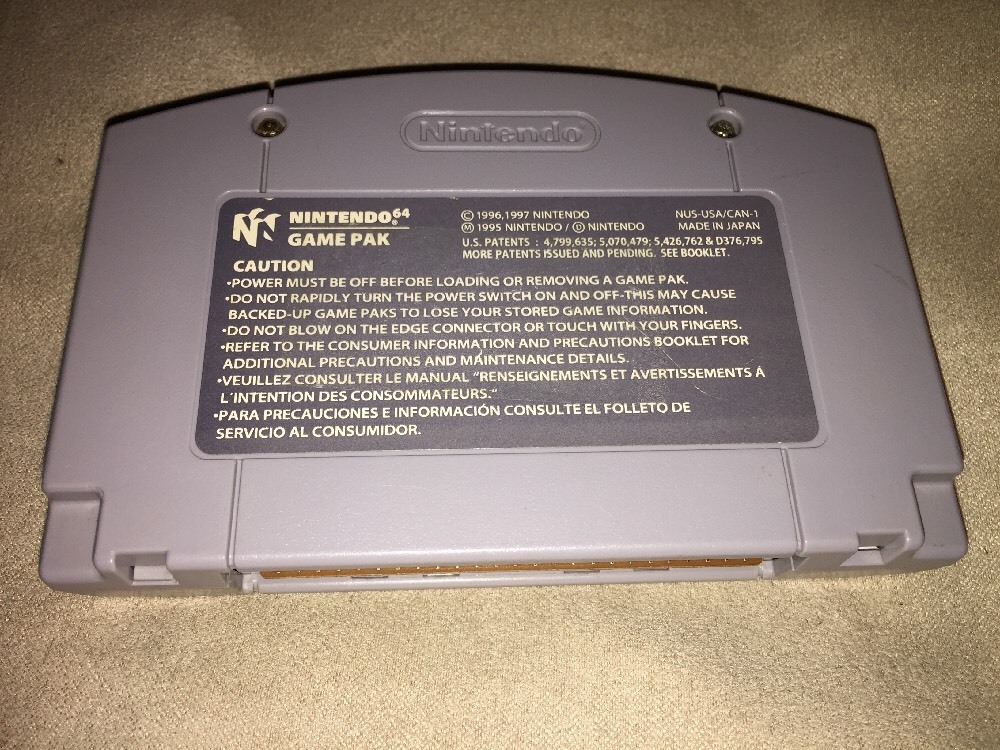 Nintendo
NINTENDO64
®
GAME PAK
© 1996,1997 NINTENDO
Ⓜ 1995 NINTENDO / Ⓓ NINTENDO
NUS-USA/CAN-1
MADE IN JAPAN
U.S. PATENTS : 4,799,635; 5,070,479; 5,426,762 & D376,795
MORE PATENTS ISSUED AND PENDING. SEE BOOKLET.
CAUTION
•POWER MUST BE OFF BEFORE LOADING OR REMOVING A GAME PAK.
•DO NOT RAPIDLY TURN THE POWER SWITCH ON AND OFF-THIS MAY CAUSE
BACKED-UP GAME PAKS TO LOSE YOUR STORED GAME INFORMATION.
•DO NOT BLOW ON THE EDGE CONNECTOR OR TOUCH WITH YOUR FINGERS.
•REFER TO THE CONSUMER INFORMATION AND PRECAUTIONS BOOKLET FOR
ADDITIONAL PRECAUTIONS AND MAINTENANCE DETAILS.
•VEUILLEZ CONSULTER LE MANUAL "RENSEIGNEMENTS ET AVERTISSEMENTS À
L'INTENTION DES CONSOMMATEURS."
•PARA PRECAUCIONES E INFORMACIÓN CONSULTE EL FOLLETO DE
SERVICIO AL CONSUMIDOR.